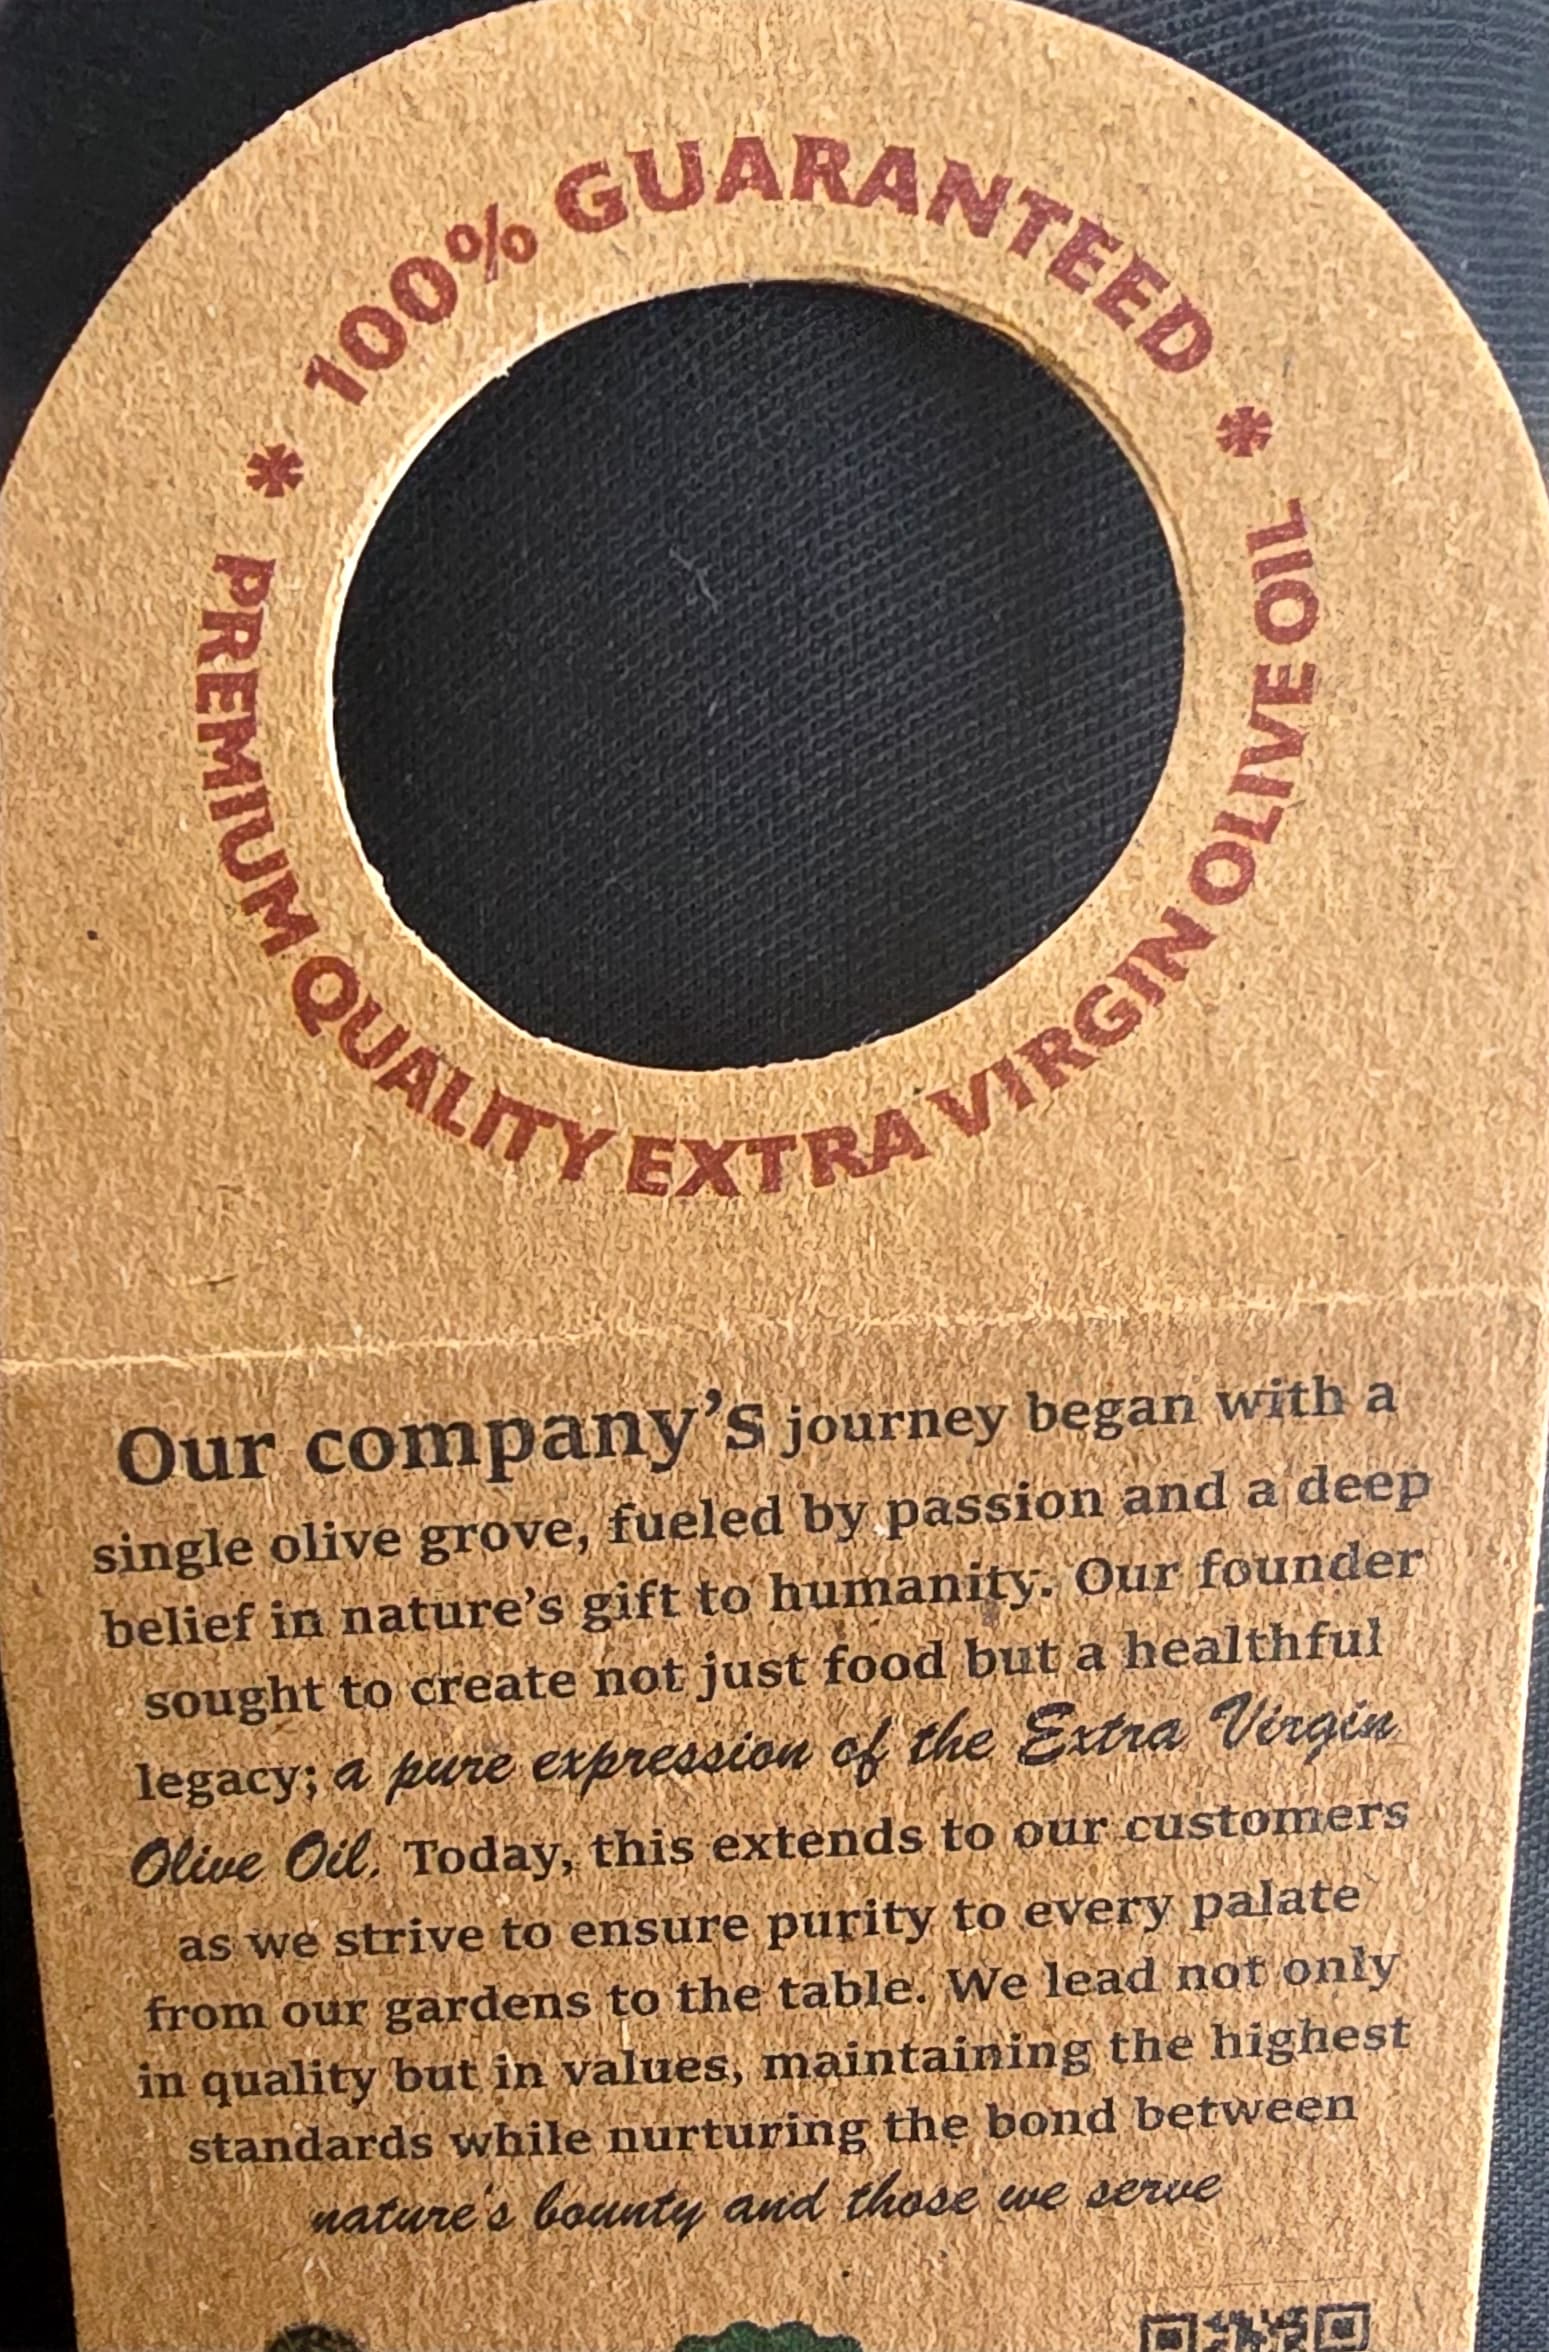 * 100% GUARANTEED *
PREMIUM QUALITY EXTRA VIRGIN OLIVE OIL
Our company's journey began with a
single olive grove, fueled by passion and a deep
belief in nature's gift to humanity. Our founder
sought to create not just food but a healthful
legacy; a pure expression of the Extra Virgin
Olive Oil. Today, this extends to our customers
as we strive to ensure purity to every palate
from our gardens to the table. We lead not only
in quality but in values, maintaining the highest
standards while nurturing the bond between
nature's bounty and those we serve